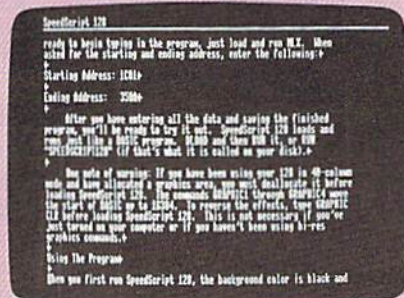 SpeedScript 128
ready to begin typing in the program, just load and run MLX. When
asked for the starting and ending address, enter the following:
Starting Address: 1C01
Ending Address:
After you have entering all the data and saving the finished
program, you'll be ready to try it out. SpeedScript 128 loads and
runs just like a BASIC program. DLOAD and then RUN it, or RUN
"SPEEDSCRIPT128" (if that's what it is called on your disk).
One note of warning: If you have been using your 128 in 40-column
mode and have allocated a graphics area, you must deallocate it before
loading SpeedScript 128. The commands GRAPHIC 1 through GRAPHIC move
the start of BASIC up to To reverse the effects, type GRAPHIC
CLR before loading SpeedScript 128. This is not necessary if you've
just turned on your computer or if you haven't been using hi-res
graphics commands.
Using The Program
When you first run SpeedScript 128, the background color is black and